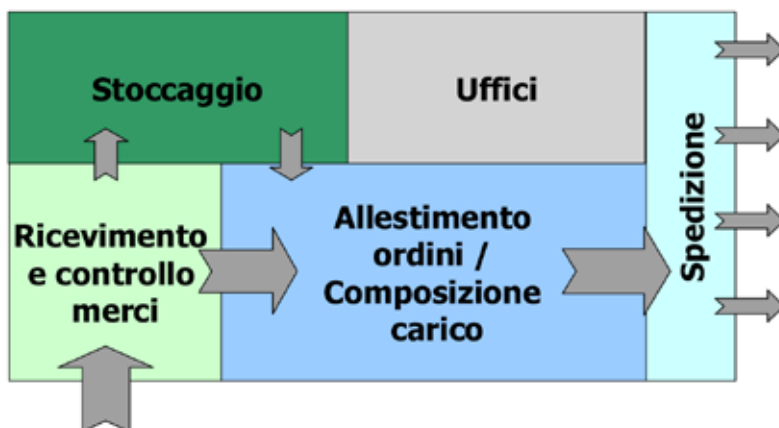 Stoccaggio
Uffici
Ricevimento
e controllo
merci
Allestimento
ordini /
Composizione
carico
Spedizione